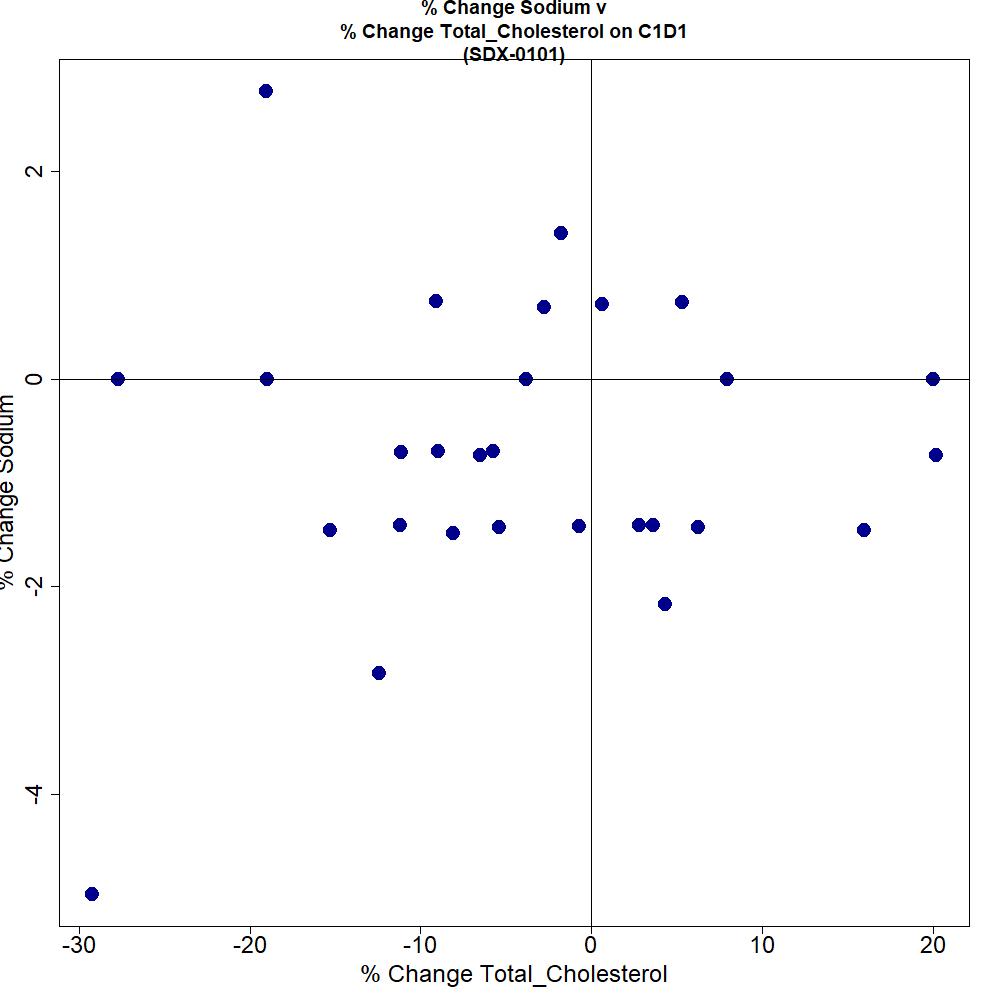 % Change Sodium v
% Change Total_Cholesterol on C1D1
(SDX-0101)
2
0
-2
-4
% Change Sodium
-30
-20
-10
0
10
20
% Change Total_Cholesterol